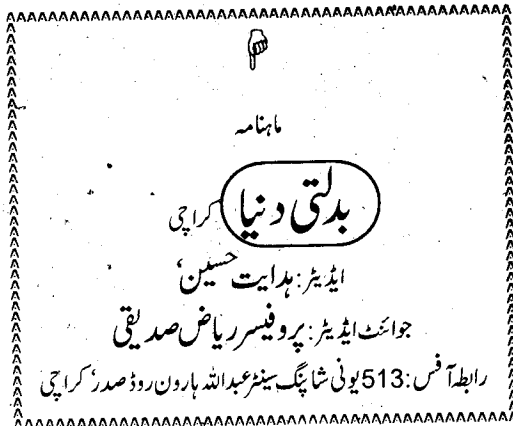 ماہنامہ
بدلتی دنیا کراچی
ایڈیٹر: ہدایت حسین،
جوائنٹ ایڈیٹر: پروفیسر ریاض صدیقی
رابطہ آفس: 513 یونی شاپنگ سینٹر عبداللہ ہارون روڈ صدر، کراچی